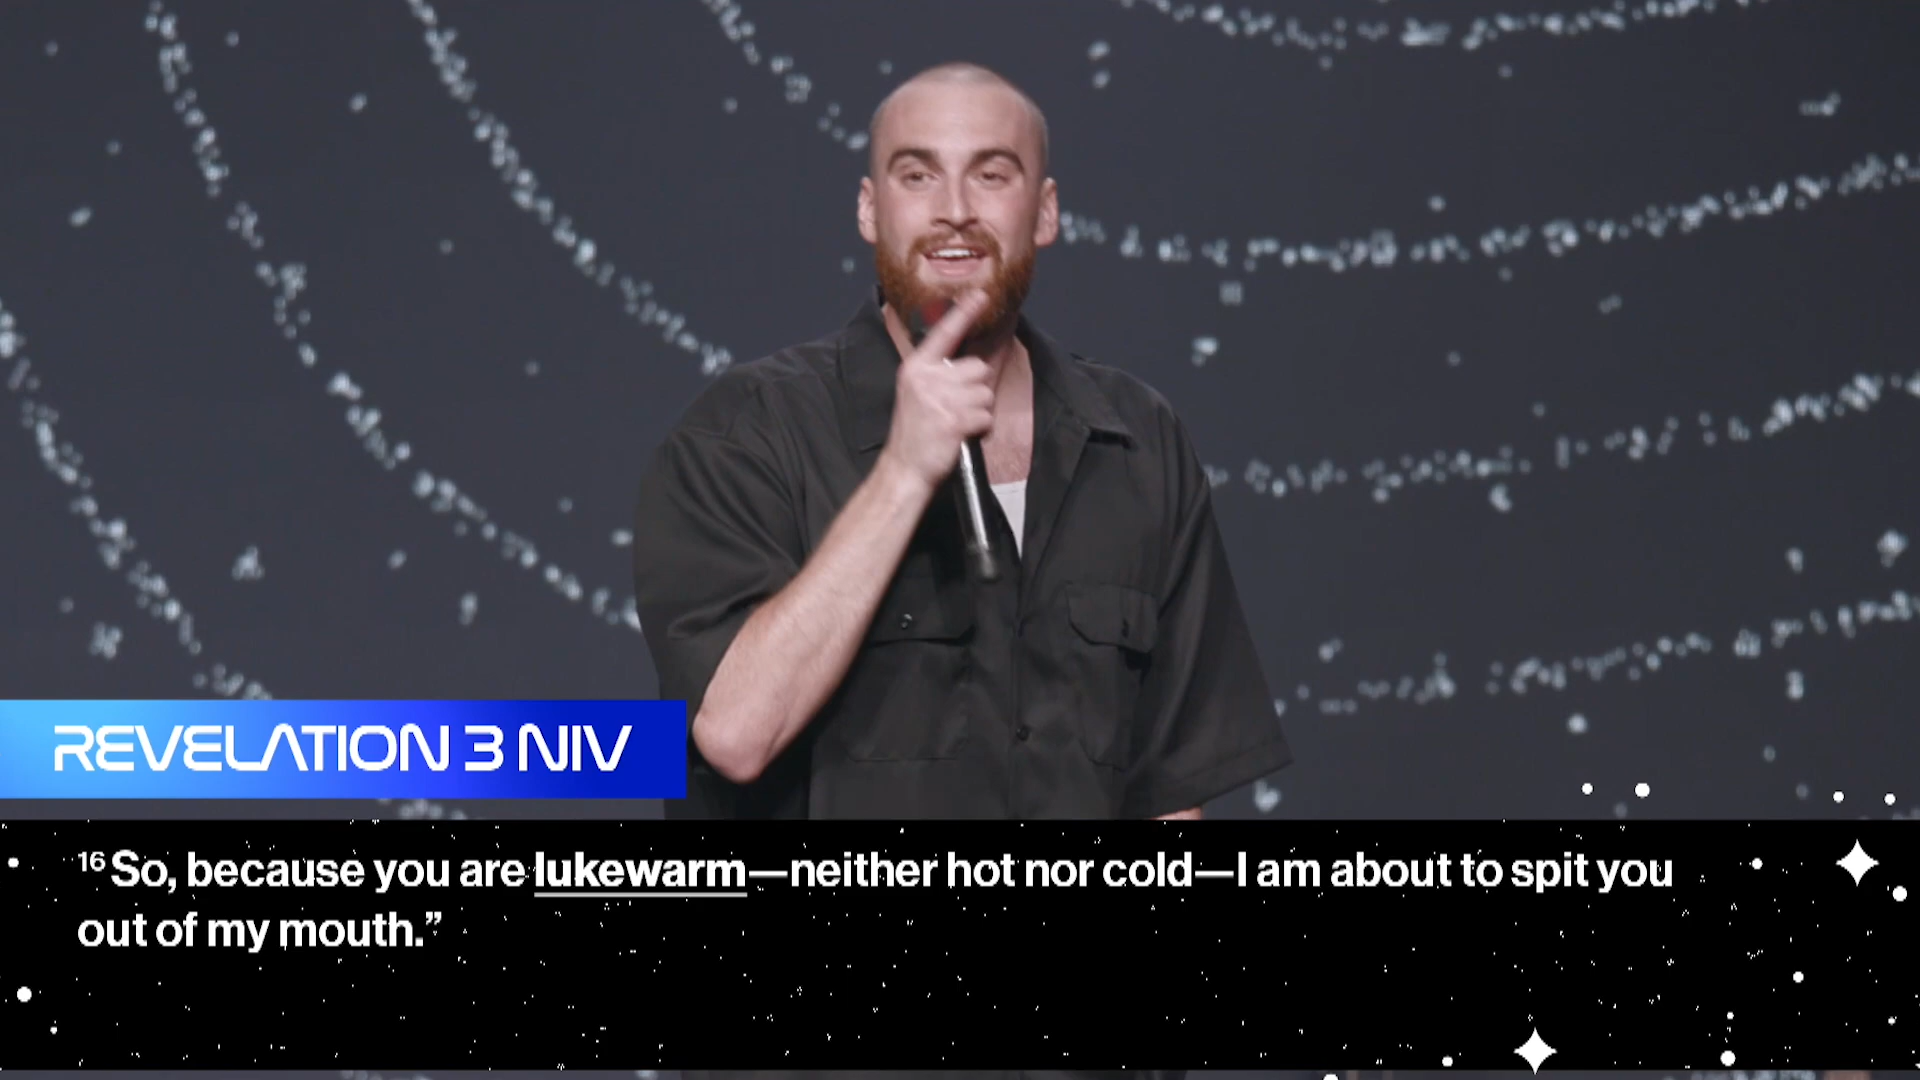 REVELATION 3 NIV
16 So, because you are lukewarm—neither hot nor cold—I am about to spit you
out of my mouth.”